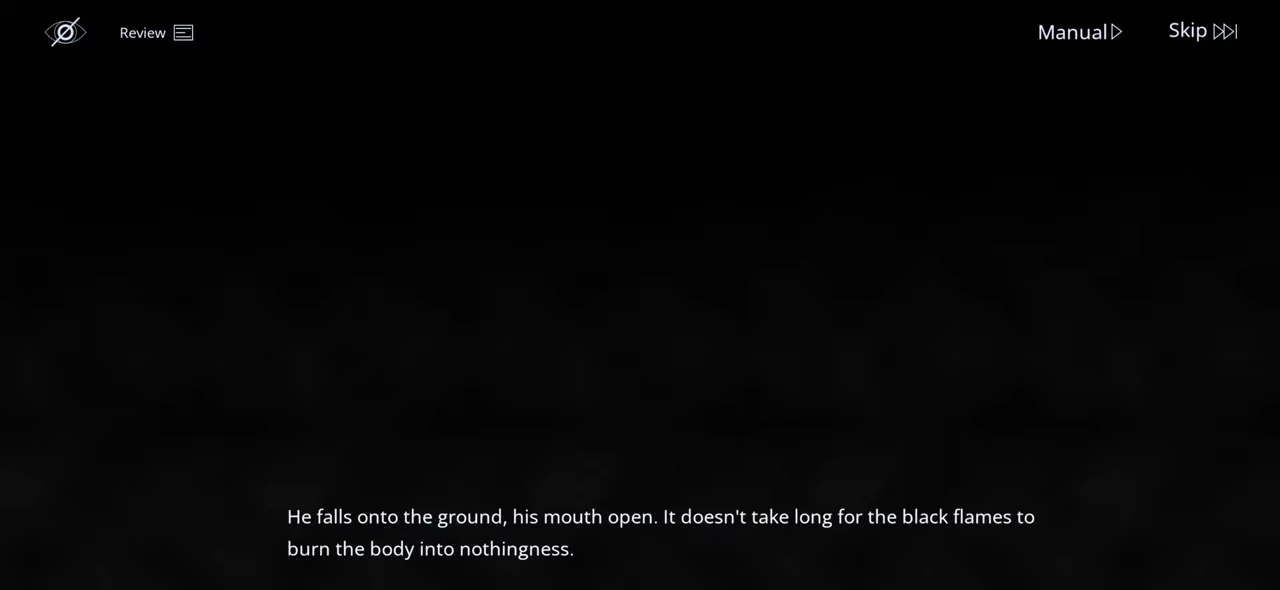 Review
Manual
Skip
He falls onto the ground, his mouth open. It doesn't take long for the black flames to
burn the body into nothingness.